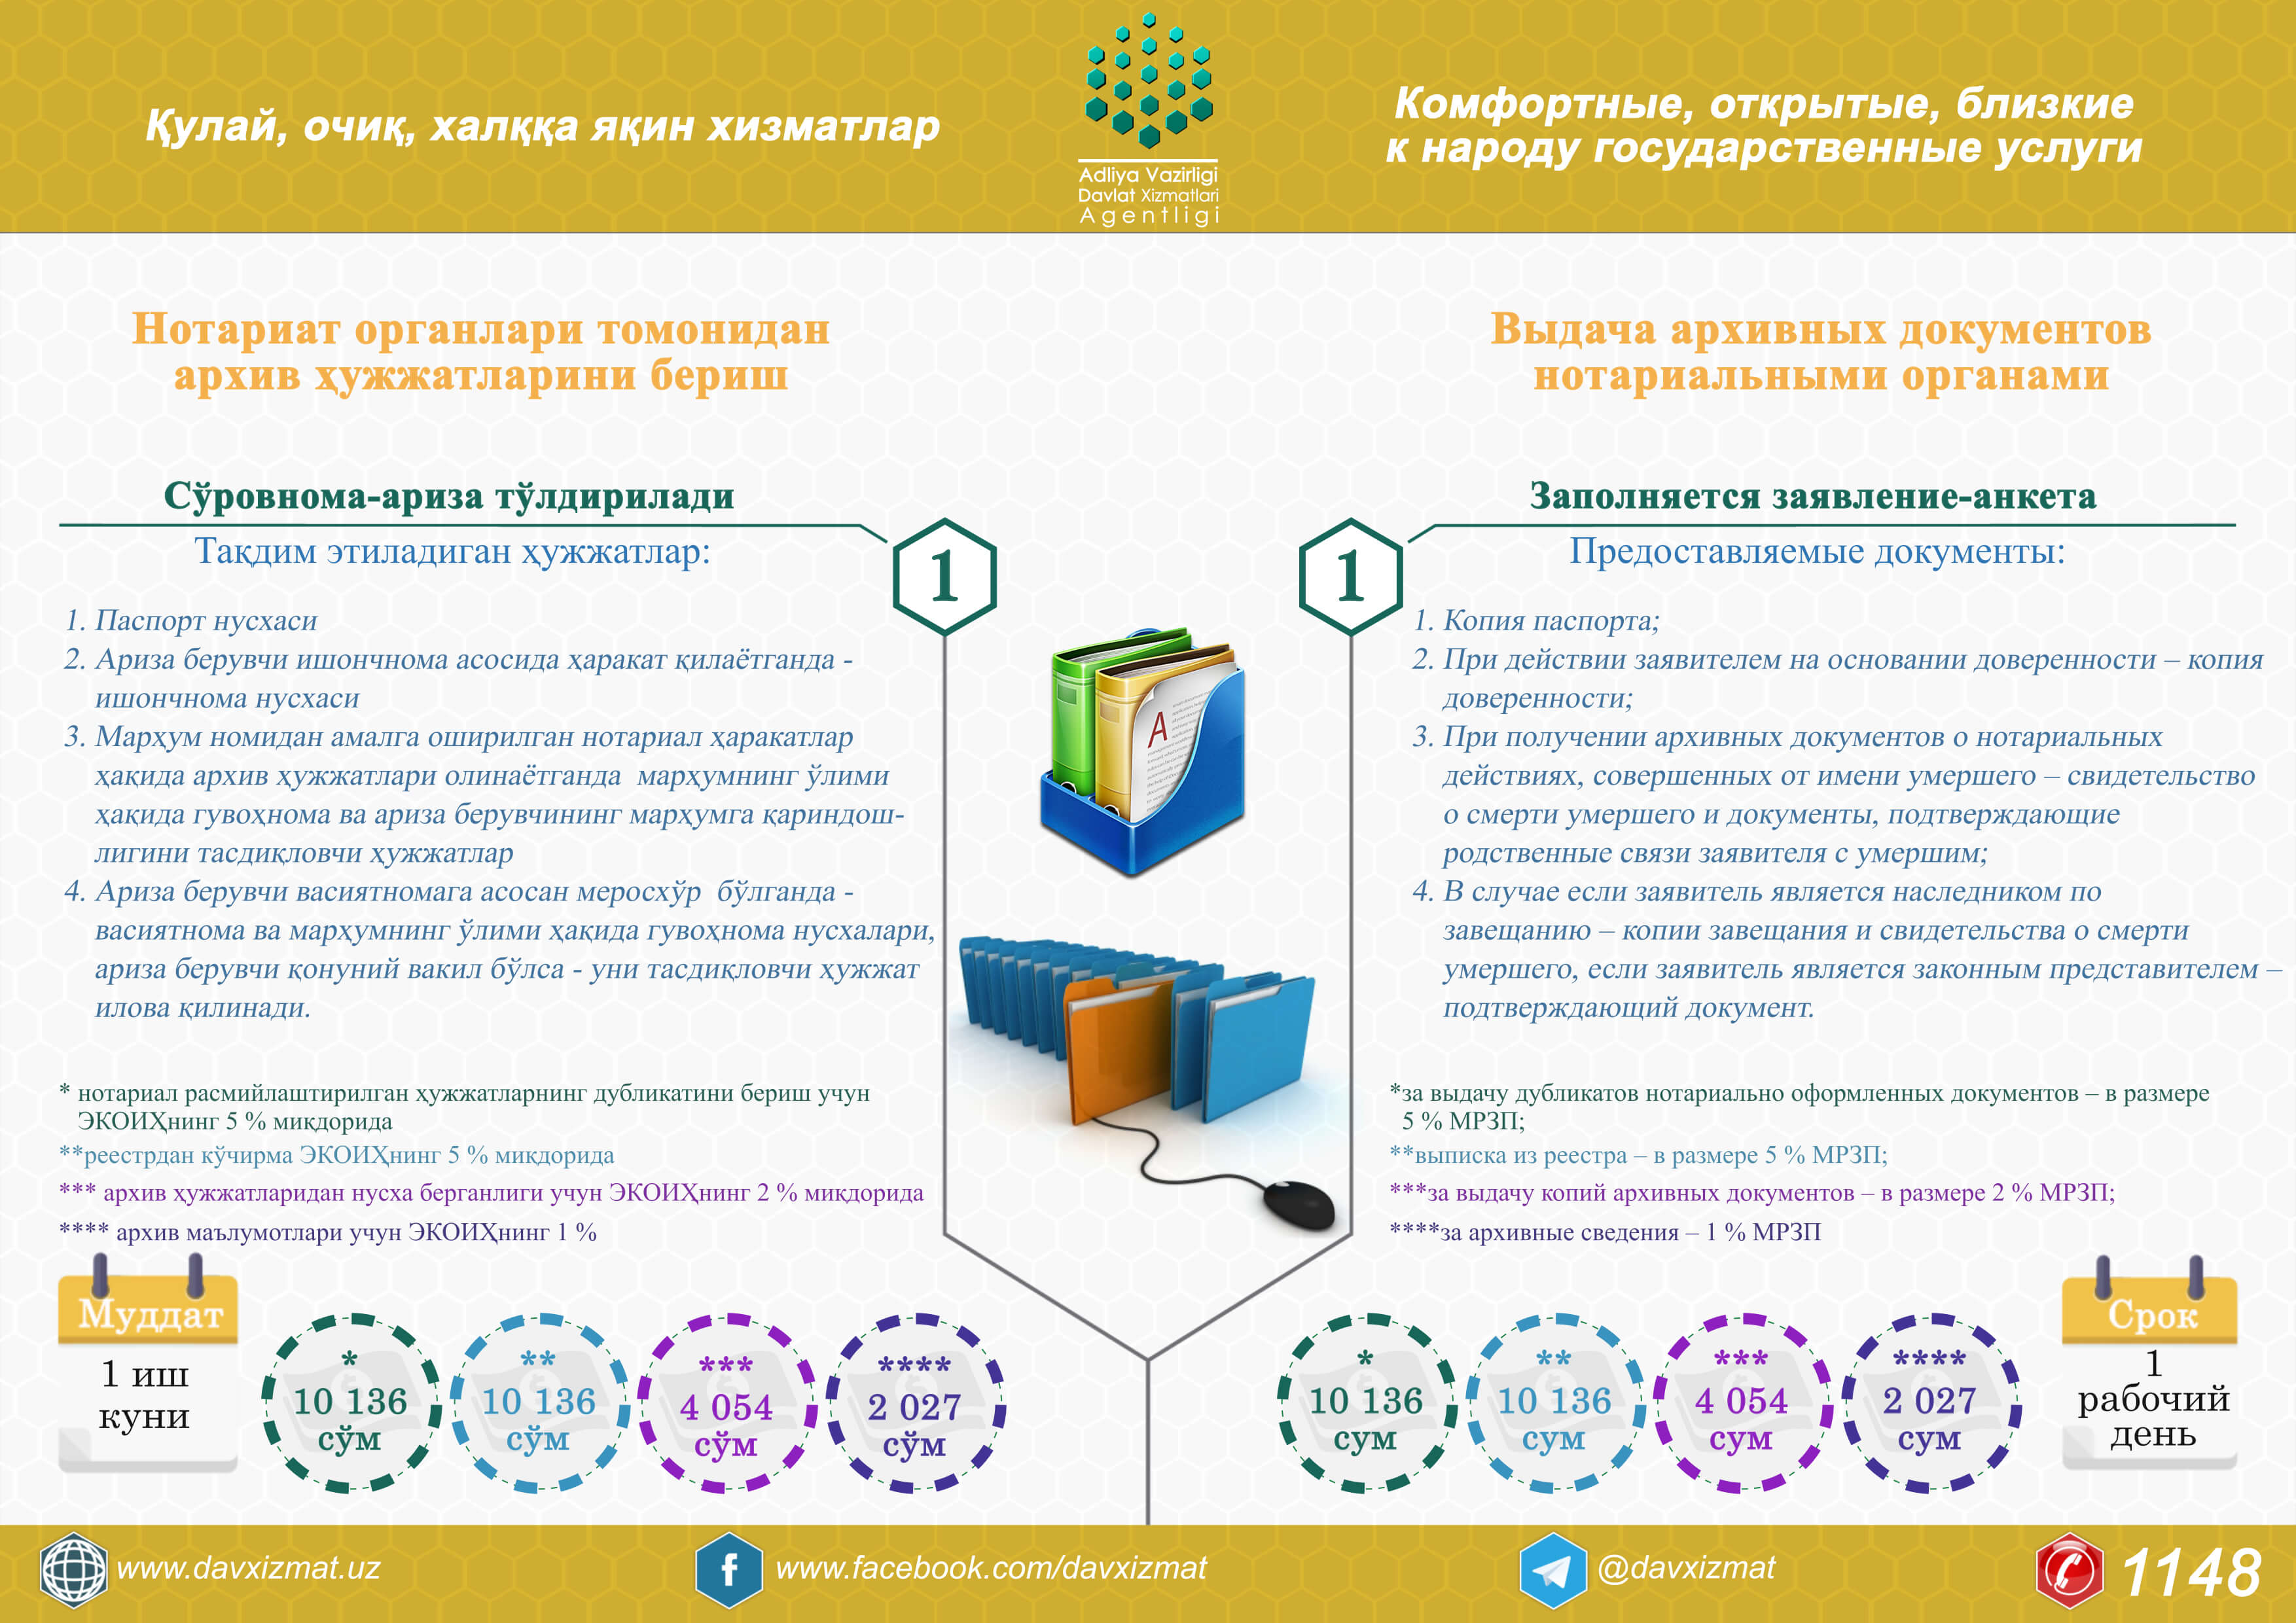 Қулай, очиқ, халққа яқин хизматлар
Adliya Vazirligi
Davlat Xizmatlari
Agentligi
Комфортные, открытые, близкие
к народу государственные услуги
Нотариат органлари томонидан
архив ҳужжатларини бериш
Сўровнома-ариза тўлдирилади
1
Тақдим этиладиган ҳужжатлар:
1. Паспорт нусхаси
2. Ариза берувчи ишончнома асосида ҳаракат қилаётганда -
ишончнома нусхаси
3. Марҳум номидан амалга оширилган нотариал ҳаракатлар
ҳақида архив ҳужжатлари олинаётганда марҳумнинг ўлими
ҳақида гувоҳнома ва ариза берувчининг марҳумга қариндош-
лигини тасдиқловчи ҳужжатлар
4. Ариза берувчи васиятномага асосан меросхўр бўлганда -
васиятнома ва марҳумнинг ўлими ҳақида гувоҳнома нусхалари,
ариза берувчи қонуний вакил бўлса - уни тасдиқловчи ҳужжат
илова қилинади.
* нотариал расмийлаштирилган ҳужжатларнинг дубликатини бериш учун
ЭКОИҲнинг 5 % миқдорида
**реестрдан кўчирма ЭКОИҲнинг 5 % миқдорида
*** архив ҳужжатларидан нусха берганлиги учун ЭКОИҲнинг 2 % миқдорида
**** архив маълумотлари учун ЭКОИҲнинг 1 %
Муддат
1 иш
куни
*
10 136
сўм
**
10 136
сўм
***
4 054
сўм
****
2 027
сўм
Выдача архивных документов
нотариальными органами
Заполняется заявление-анкета
1
Предоставляемые документы:
1. Копия паспорта;
2. При действии заявителем на основании доверенности – копия
доверенности;
3. При получении архивных документов о нотариальных
действиях, совершенных от имени умершего – свидетельство
о смерти умершего и документы, подтверждающие
родственные связи заявителя с умершим;
4. В случае если заявитель является наследником по
завещанию – копии завещания и свидетельства о смерти
умершего, если заявитель является законным представителем –
подтверждающий документ.
*за выдачу дубликатов нотариально оформленных документов – в размере
5 % МРЗП;
**выписка из реестра – в размере 5 % МРЗП;
***за выдачу копий архивных документов – в размере 2 % МРЗП;
****за архивные сведения – 1 % МРЗП
*
10 136
сум
**
10 136
сум
***
4 054
сум
****
2 027
сум
Срок
1
рабочий
день
A
www.davxizmat.uz
www.facebook.com/davxizmat
@davxizmat
1148